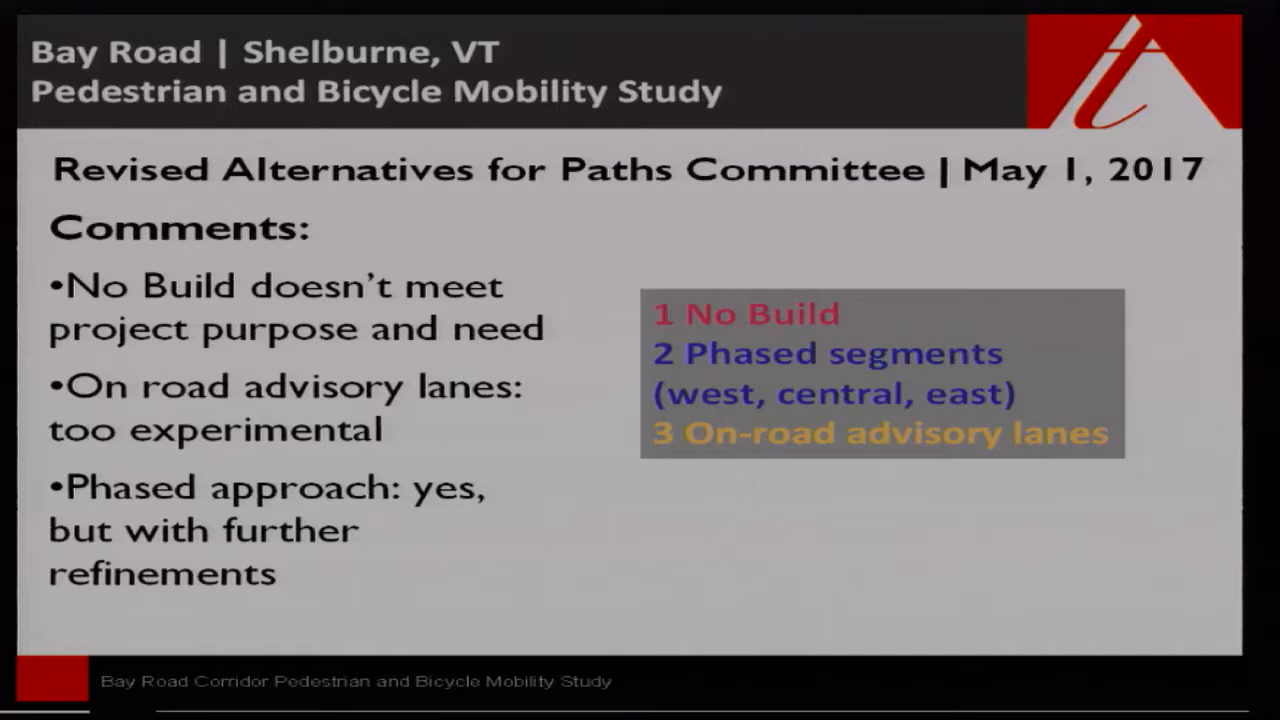 Bay Road | Shelburne, VT
Pedestrian and Bicycle Mobility Study
Revised Alternatives for Paths Committee | May 1, 2017
Comments:
•No Build doesn't meet
project purpose and need
•On road advisory lanes:
too experimental
•Phased approach: yes,
but with further
refinements
1 No Build
2 Phased segments
(west, central, east)
3 On-road advisory lanes
Bay Road Corridor Pedestrian and Bicycle Mobility Study